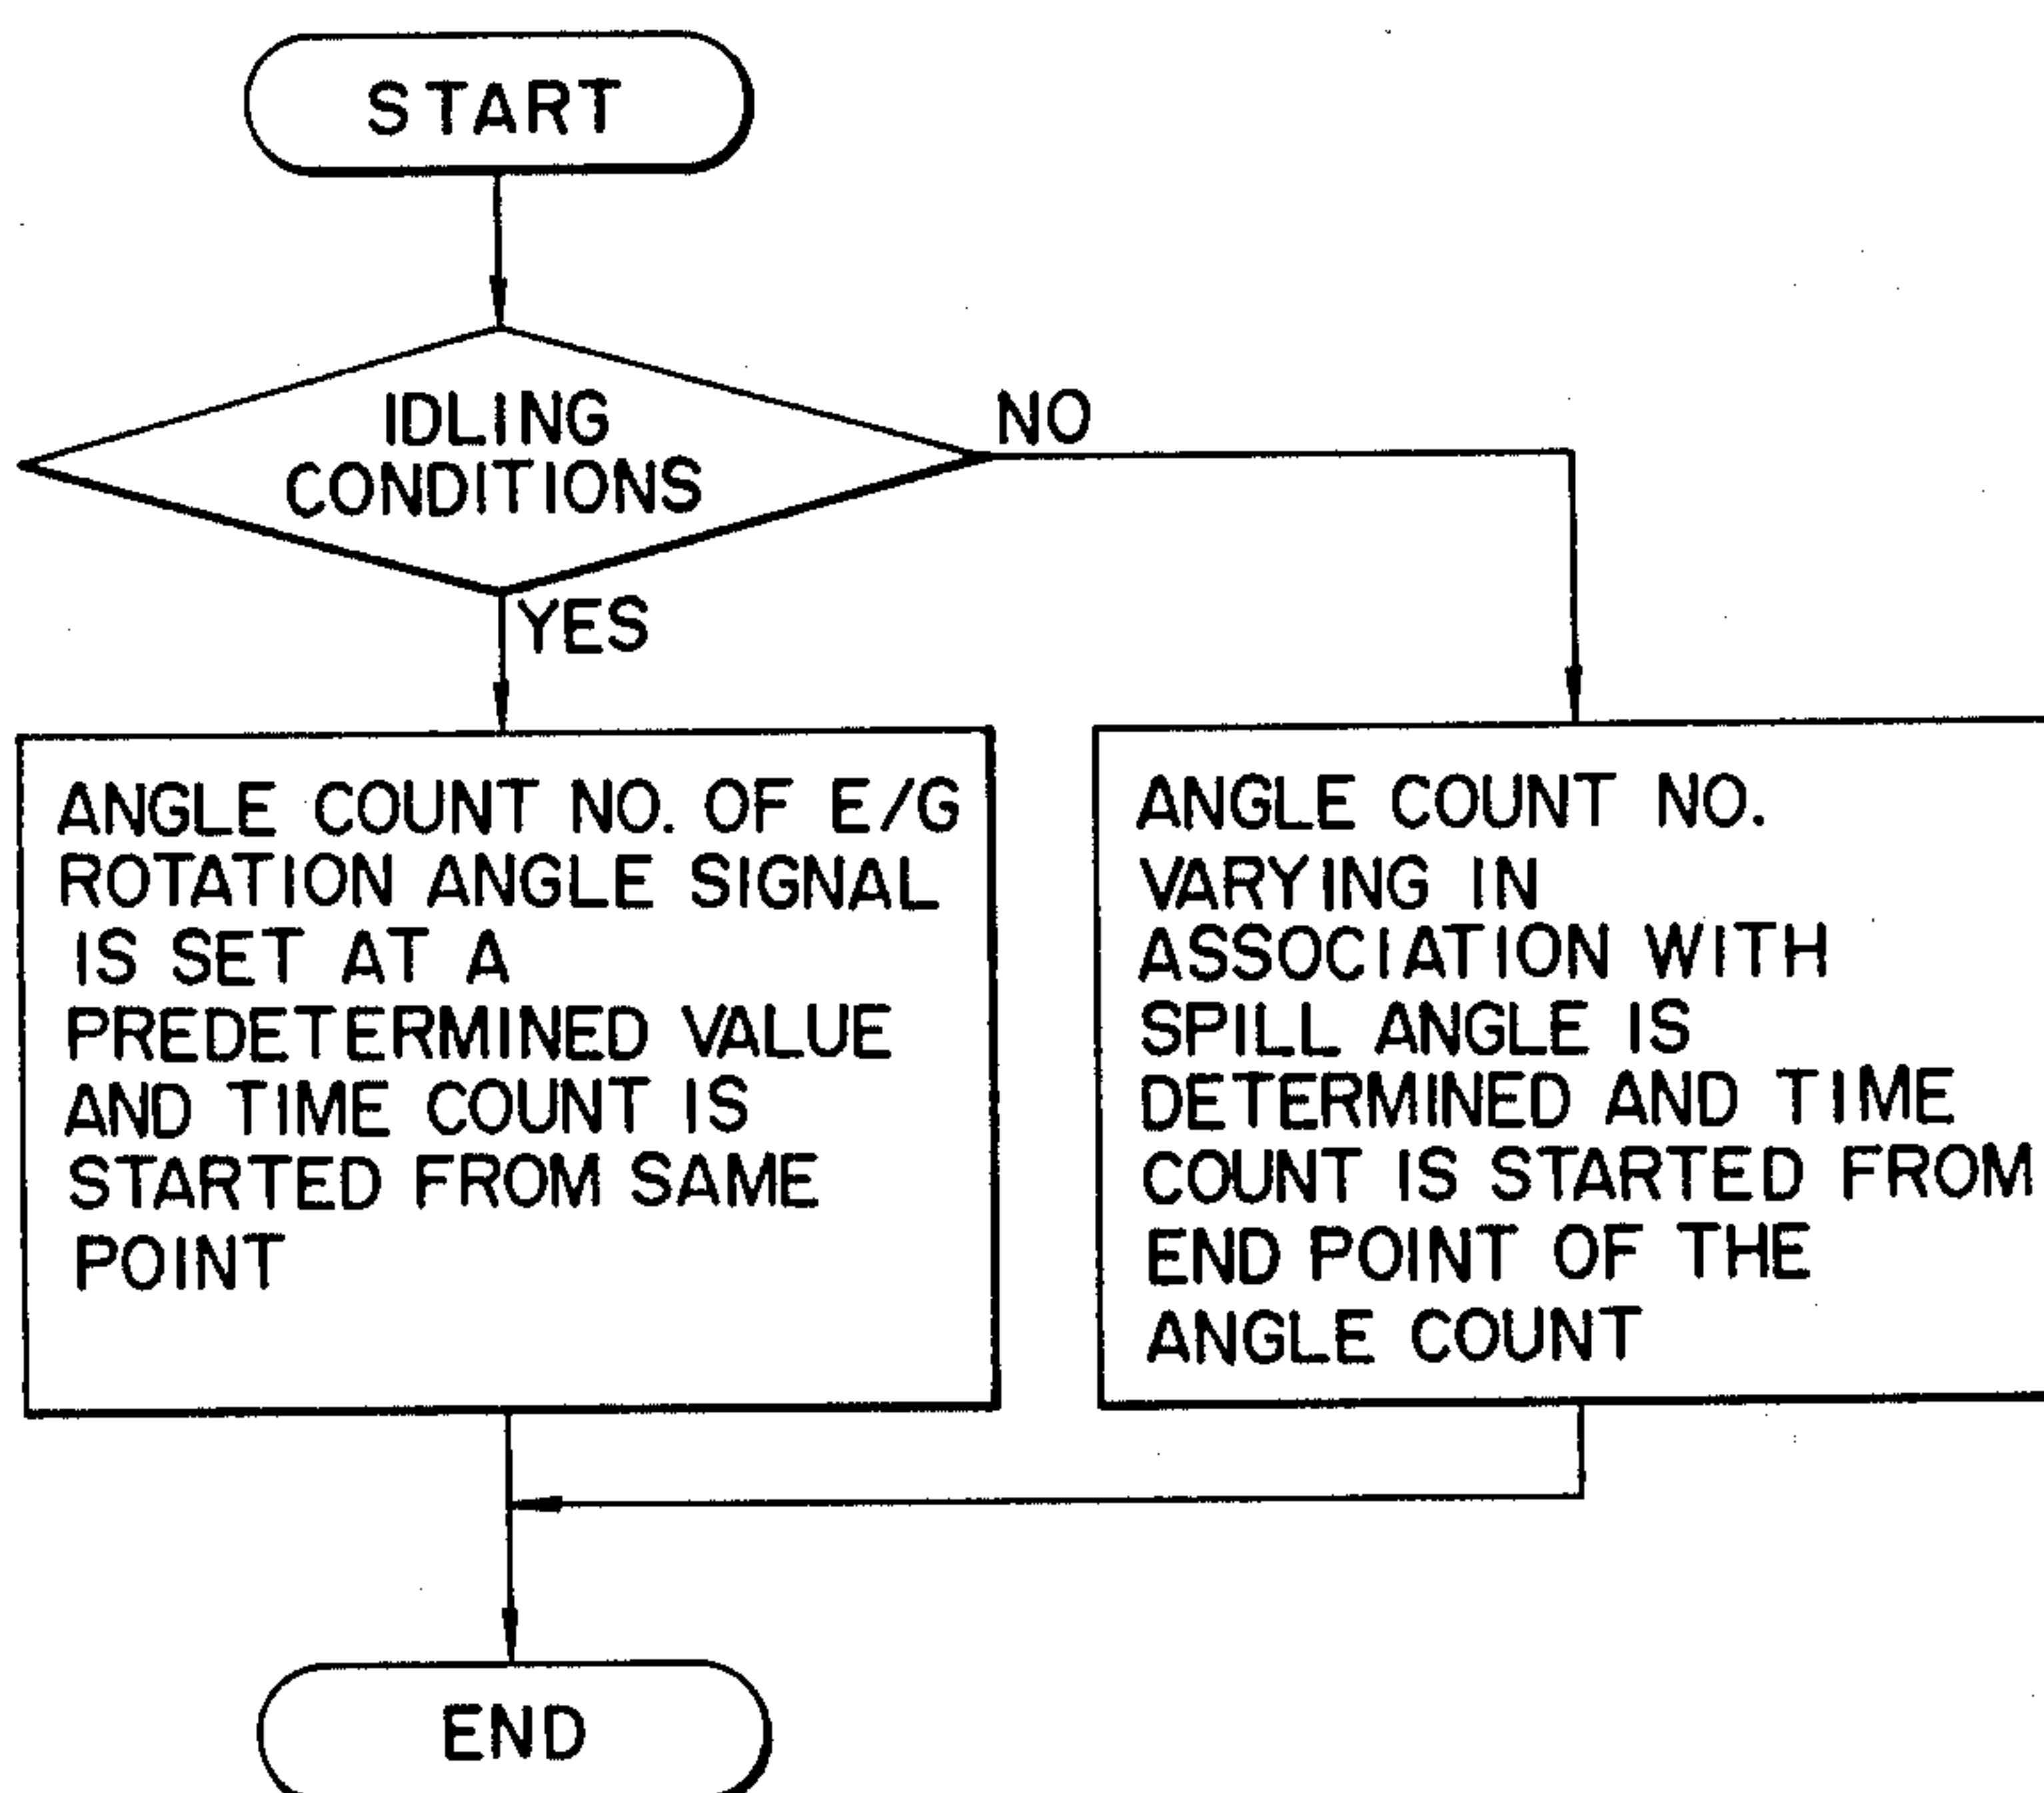 START
IDLING
CONDITIONS
NO
YES
ANGLE COUNT NO. OF E/G
ROTATION ANGLE SIGNAL
IS SET AT A
PREDETERMINED VALUE
AND TIME COUNT IS
STARTED FROM SAME
POINT
ANGLE COUNT NO.
VARYING IN
ASSOCIATION WITH
SPILL ANGLE IS
DETERMINED AND TIME
COUNT IS STARTED FROM
END POINT OF THE
ANGLE COUNT
END